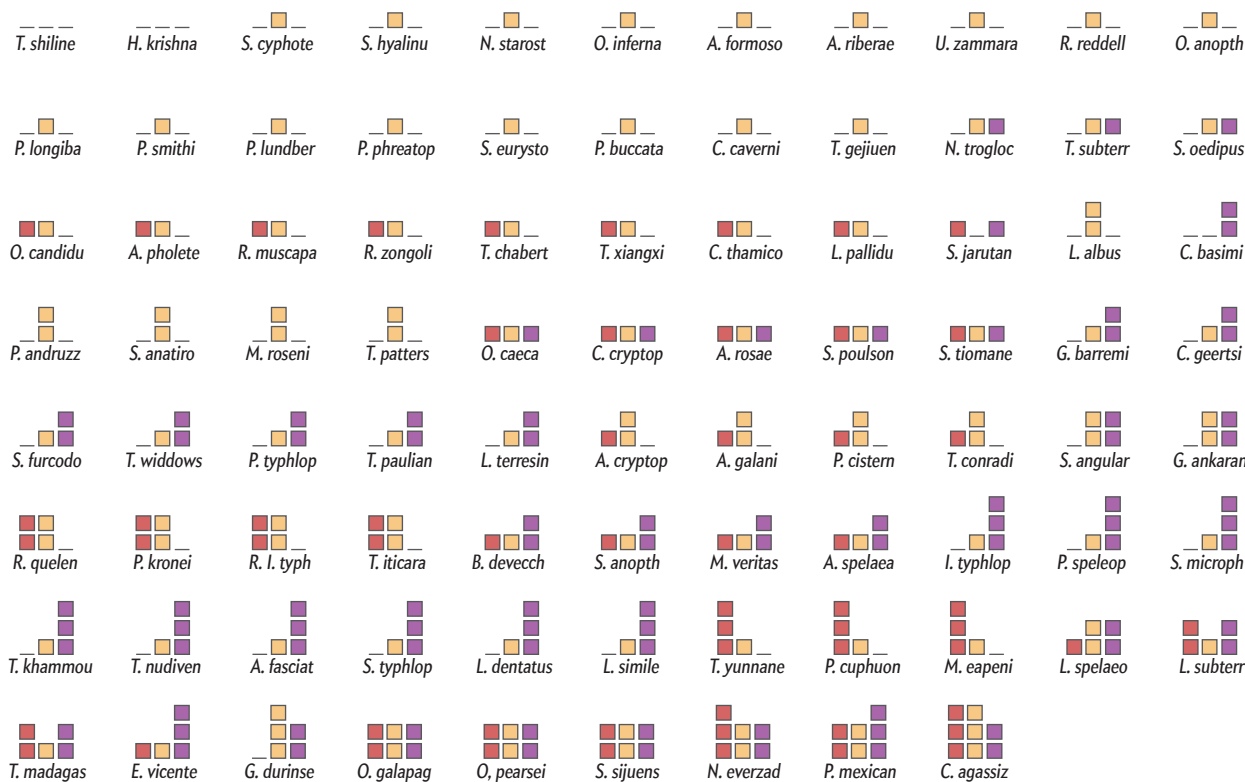 T. shiline H. krishna S. cyphote S. hyalinu N. starost O. inferna A. formoso A. riberae U. zammara R. reddell O. anopth
P. longiba P. smithi P. lundber P. phreatop S. eurysto P. buccata C. caverni T. gejiuen N. trogloc T. subterr S. oedipus
O. candidu A. pholete R. muscapa R. zongoli T. chabert T. xiangxi C. thamico L. pallidu S. jarutan L. albus C. basimi
P. andruzz S. anatiro M. roseni T. patters O. caeca C. cryptop A. rosae S. poulson S. tiomane G. barremi C. geertsi
S. furcodo T. widdows P. typhlop T. paulian L. terresin A. cryptop A. galani P. cistern T. conradi S. angular G. ankaran
R. quelen P. kronei R. I. typh T. iticara B. devecch S. anopth M. veritas A. spelaea I. typhlop P. speleop S. microph
T. khammou T. nudiven A. fasciat S. typhlop L. dentatus L. simile T. yunnane P. cuphuon M. eapeni L. spelaeo L. subterr
T. madagas E. vicente G. durinse O. galapag O, pearsei S. sijuens N. everzad P. mexican C. agassiz